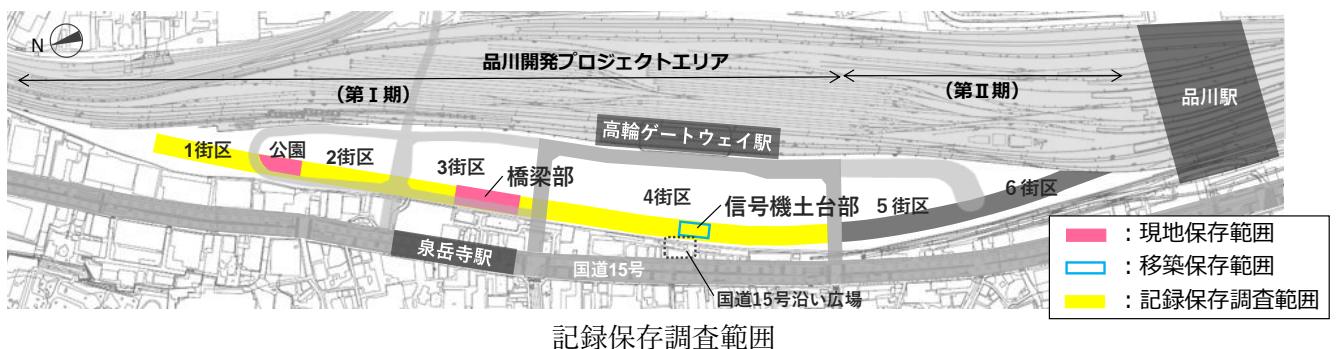 N
品川開発プロジェクトエリア
(第Ⅰ期)
(第Ⅱ期)
品川駅
高輪ゲートウェイ駅
1街区
公園
2街区
3街区
橋梁部
4街区
信号機土台部
5街区
6街区
泉岳寺駅
国道15号
国道15号沿い広場
：現地保存範囲
：移築保存範囲
：記録保存調査範囲
記録保存調査範囲